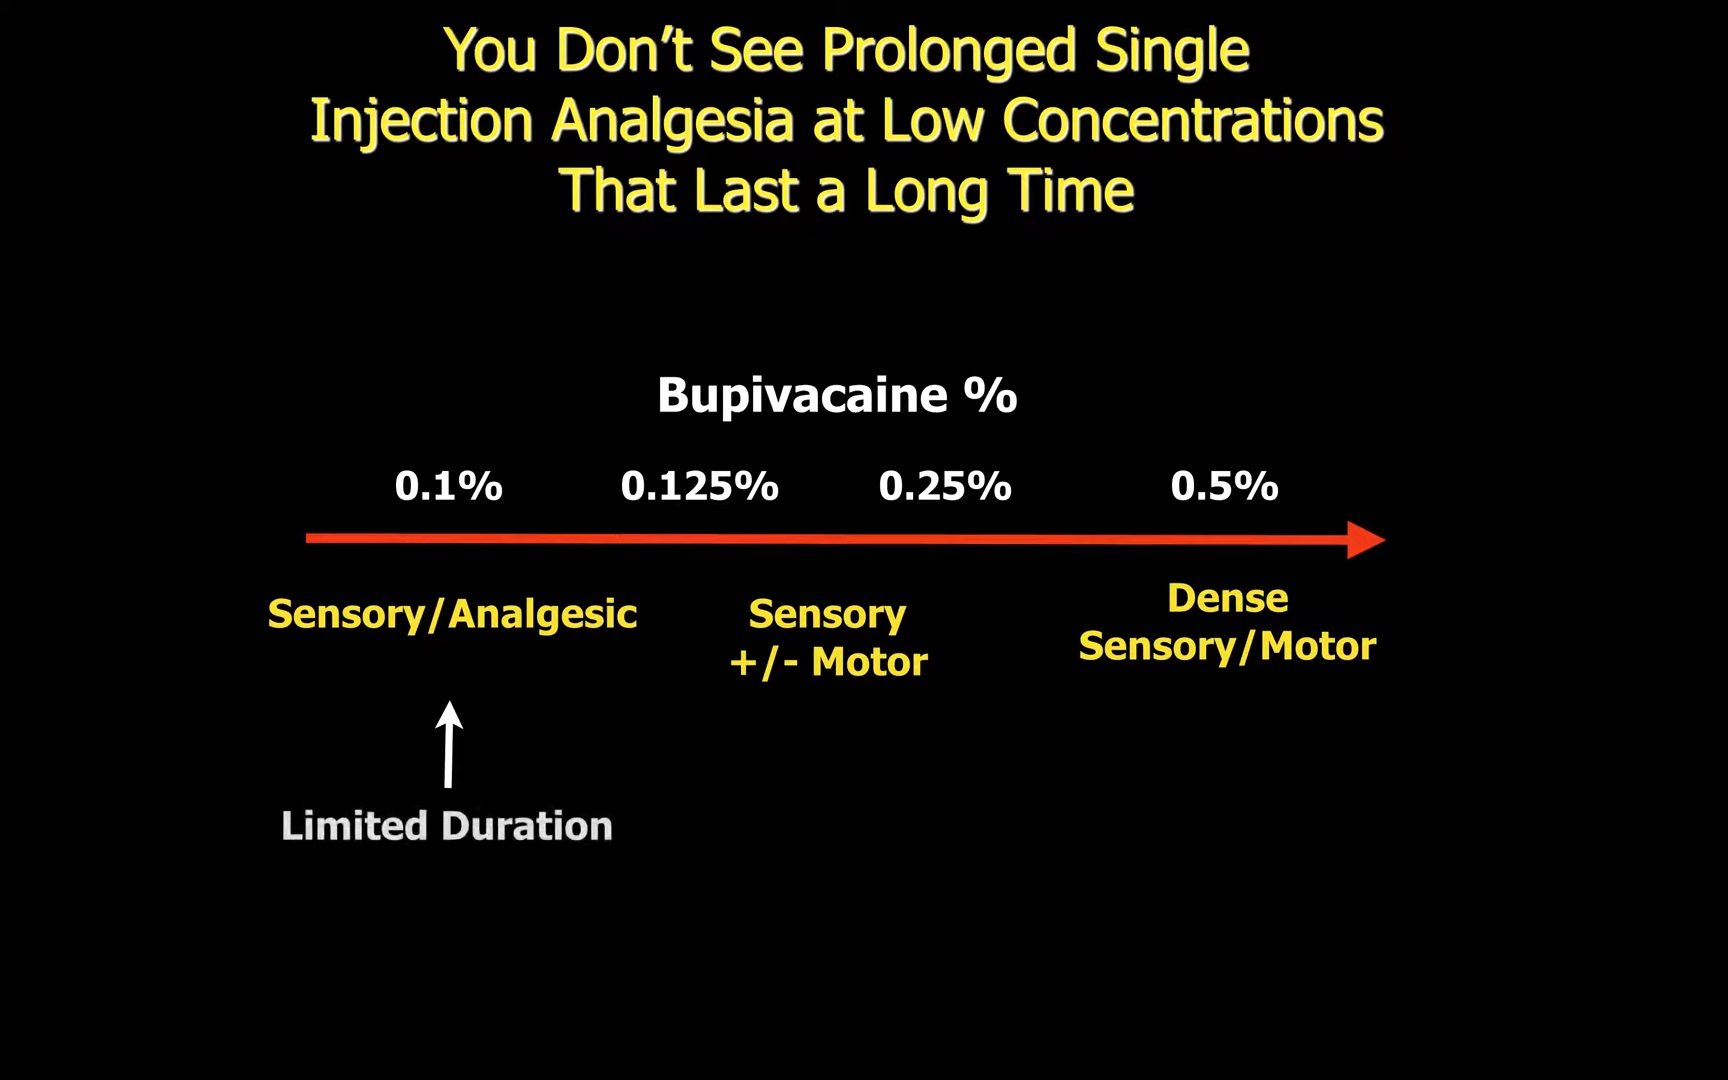 You Don’t See Prolonged Single
Injection Analgesia at Low Concentrations
That Last a Long Time
Bupivacaine %
0.1% 0.125% 0.25% 0.5%
Sensory/Analgesic
Sensory
+/- Motor
Dense
Sensory/Motor
Limited Duration